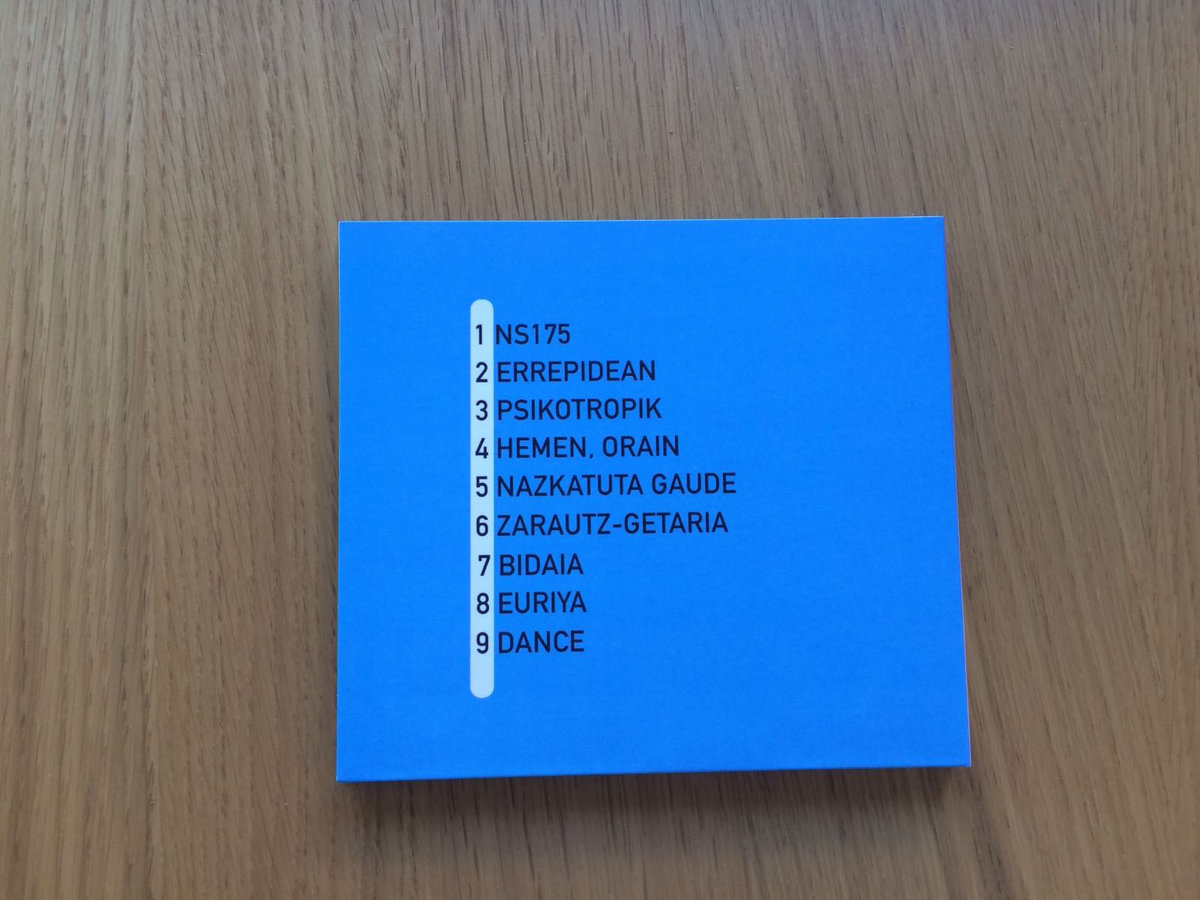 1 NS175
2 ERREPIDEAN
3 PSIKOTROPIK
4 HEMEN, ORAIN
5 NAZKATUTA GAUDE
6 ZARAUTZ-GETARIA
7 BIDAIA
8 EURIYA
9 DANCE